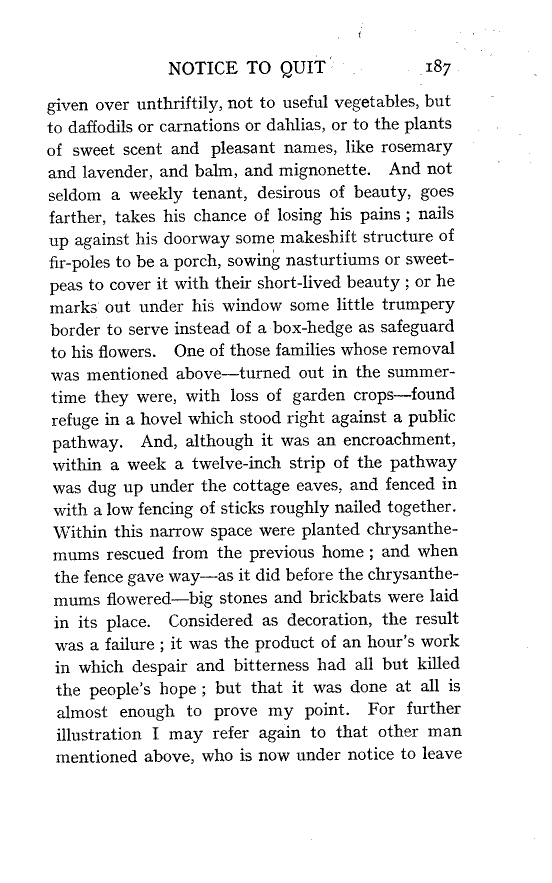 NOTICE TO QUIT 187
given over unthriftily, not to useful vegetables, but
to daffodils or carnations or dahlias, or to the plants
of sweet scent and pleasant names, like rosemary
and lavender, and balm, and mignonette. And not
seldom a weekly tenant, desirous of beauty, goes
farther, takes his chance of losing his pains ; nails
up against his doorway some makeshift structure of
fir-poles to be a porch, sowing nasturtiums or sweet-
peas to cover it with their short-lived beauty ; or he
marks out under his window some little trumpery
border to serve instead of a box-hedge as safeguard
to his flowers. One of those families whose removal
was mentioned above—turned out in the summer-
time they were, with loss of garden crops—found
refuge in a hovel which stood right against a public
pathway. And, although it was an encroachment,
within a week a twelve-inch strip of the pathway
was dug up under the cottage eaves, and fenced in
with a low fencing of sticks roughly nailed together.
Within this narrow space were planted chrysanthe-
mums rescued from the previous home ; and when
the fence gave way—as it did before the chrysanthe-
mums flowered—big stones and brickbats were laid
in its place. Considered as decoration, the result
was a failure ; it was the product of an hour's work
in which despair and bitterness had all but killed
the people's hope ; but that it was done at all is
almost enough to prove my point. For further
illustration I may refer again to that other man
mentioned above, who is now under notice to leave